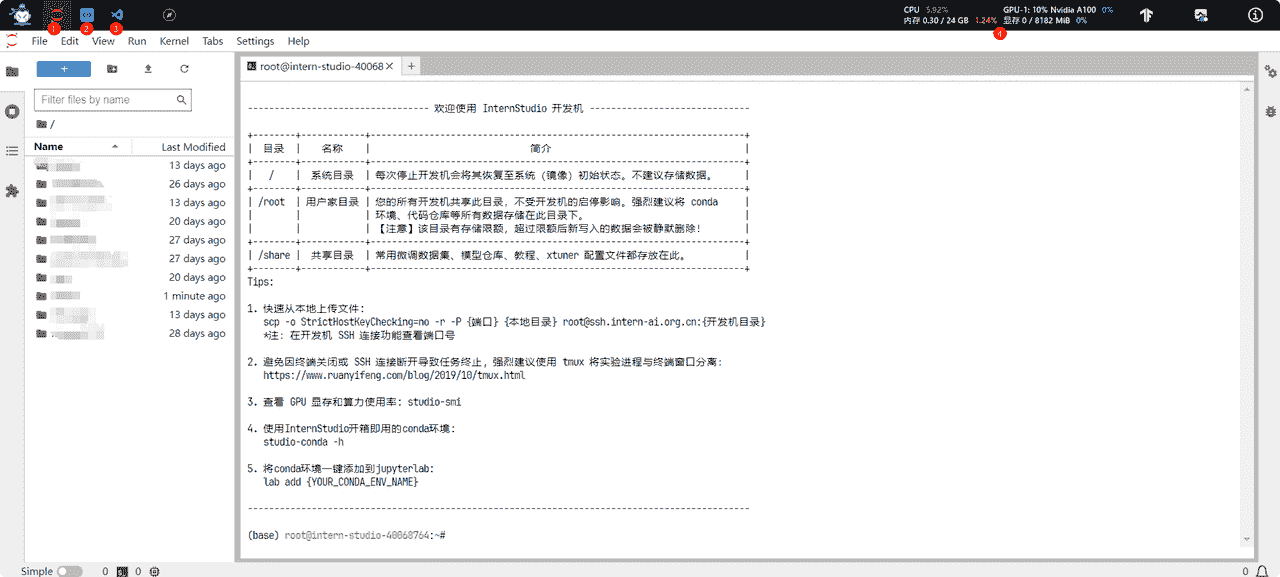 CPU 5.92%
GPU-1: 10% Nvidia A100 0%
内存 0.30 / 24 GB 1.24%
显存 0 / 8182 MiB 0%
1
2
3
4
File Edit View Run Kernel Tabs Settings Help
+
root@intern-studio-40068
Filter files by name
/
Name Last Modified
13 days ago
26 days ago
13 days ago
20 days ago
27 days ago
27 days ago
20 days ago
1 minute ago
13 days ago
28 days ago
---------------------------- 欢迎使用 InternStudio 开发机 ----------------------------
| 目录 | 名称 | 简介 |
| / | 系统目录 | 每次停止开发机会将其恢复至系统（镜像）初始状态。不建议存储数据。 |
| /root | 用户家目录 | 您的所有开发机共享此目录，不受开发机的启停影响。强烈建议将 conda
环境、代码仓库等所有数据存储在此目录下。
【注意】该目录有存储限额，超过限额后新写入的数据会被静默删除！
| /share | 共享目录 | 常用微调数据集、模型仓库、教程、xtuner 配置文件都存放在此。 |
Tips:
1. 快速从本地上传文件：
scp -o StrictHostKeyChecking=no -r -P {端口} {本地目录} root@ssh.intern-ai.org.cn:{开发机目录}
*注: 在开发机 SSH 连接功能查看端口号
2. 避免因终端关闭或 SSH 连接断开导致任务终止，强烈建议使用 tmux 将实验进程与终端窗口分离：
https://www.ruanyifeng.com/blog/2019/10/tmux.html
3. 查看 GPU 显存和算力使用率: studio-smi
4. 使用InternStudio开箱即用的conda环境：
studio-conda -h
5. 将conda环境一键添加到jupyterlab:
lab add {YOUR_CONDA_ENV_NAME}
(base) root@intern-studio-40068764:~#
Simple 0 0
0